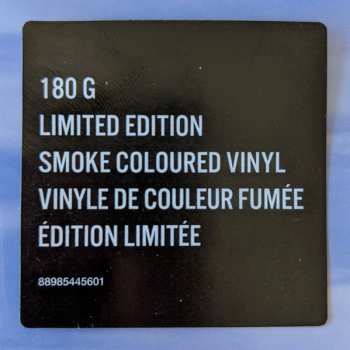 180 G
LIMITED EDITION
SMOKE COLOURED VINYL
VINYLE DE COULEUR FUMÉE
ÉDITION LIMITÉE
88985445601